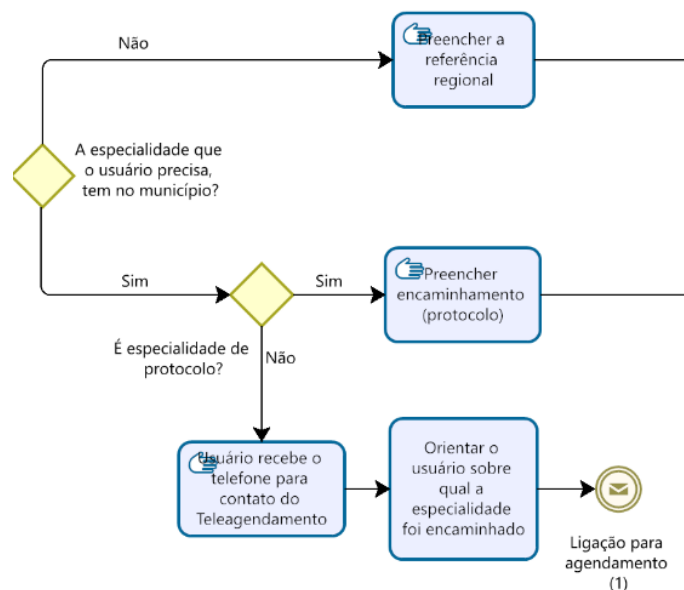 Não
Preencher a
referência
regional
A especialidade que
o usuário precisa,
tem no município?
Sim
Sim
Preencher
encaminhamento
(protocolo)
É especialidade de
protocolo?
Não
Usuário recebe o
telefone para
contato do
Teleagendamento
Orientar o
usuário sobre
qual a
especialidade
foi encaminhado
Ligação para
agendamento
(1)